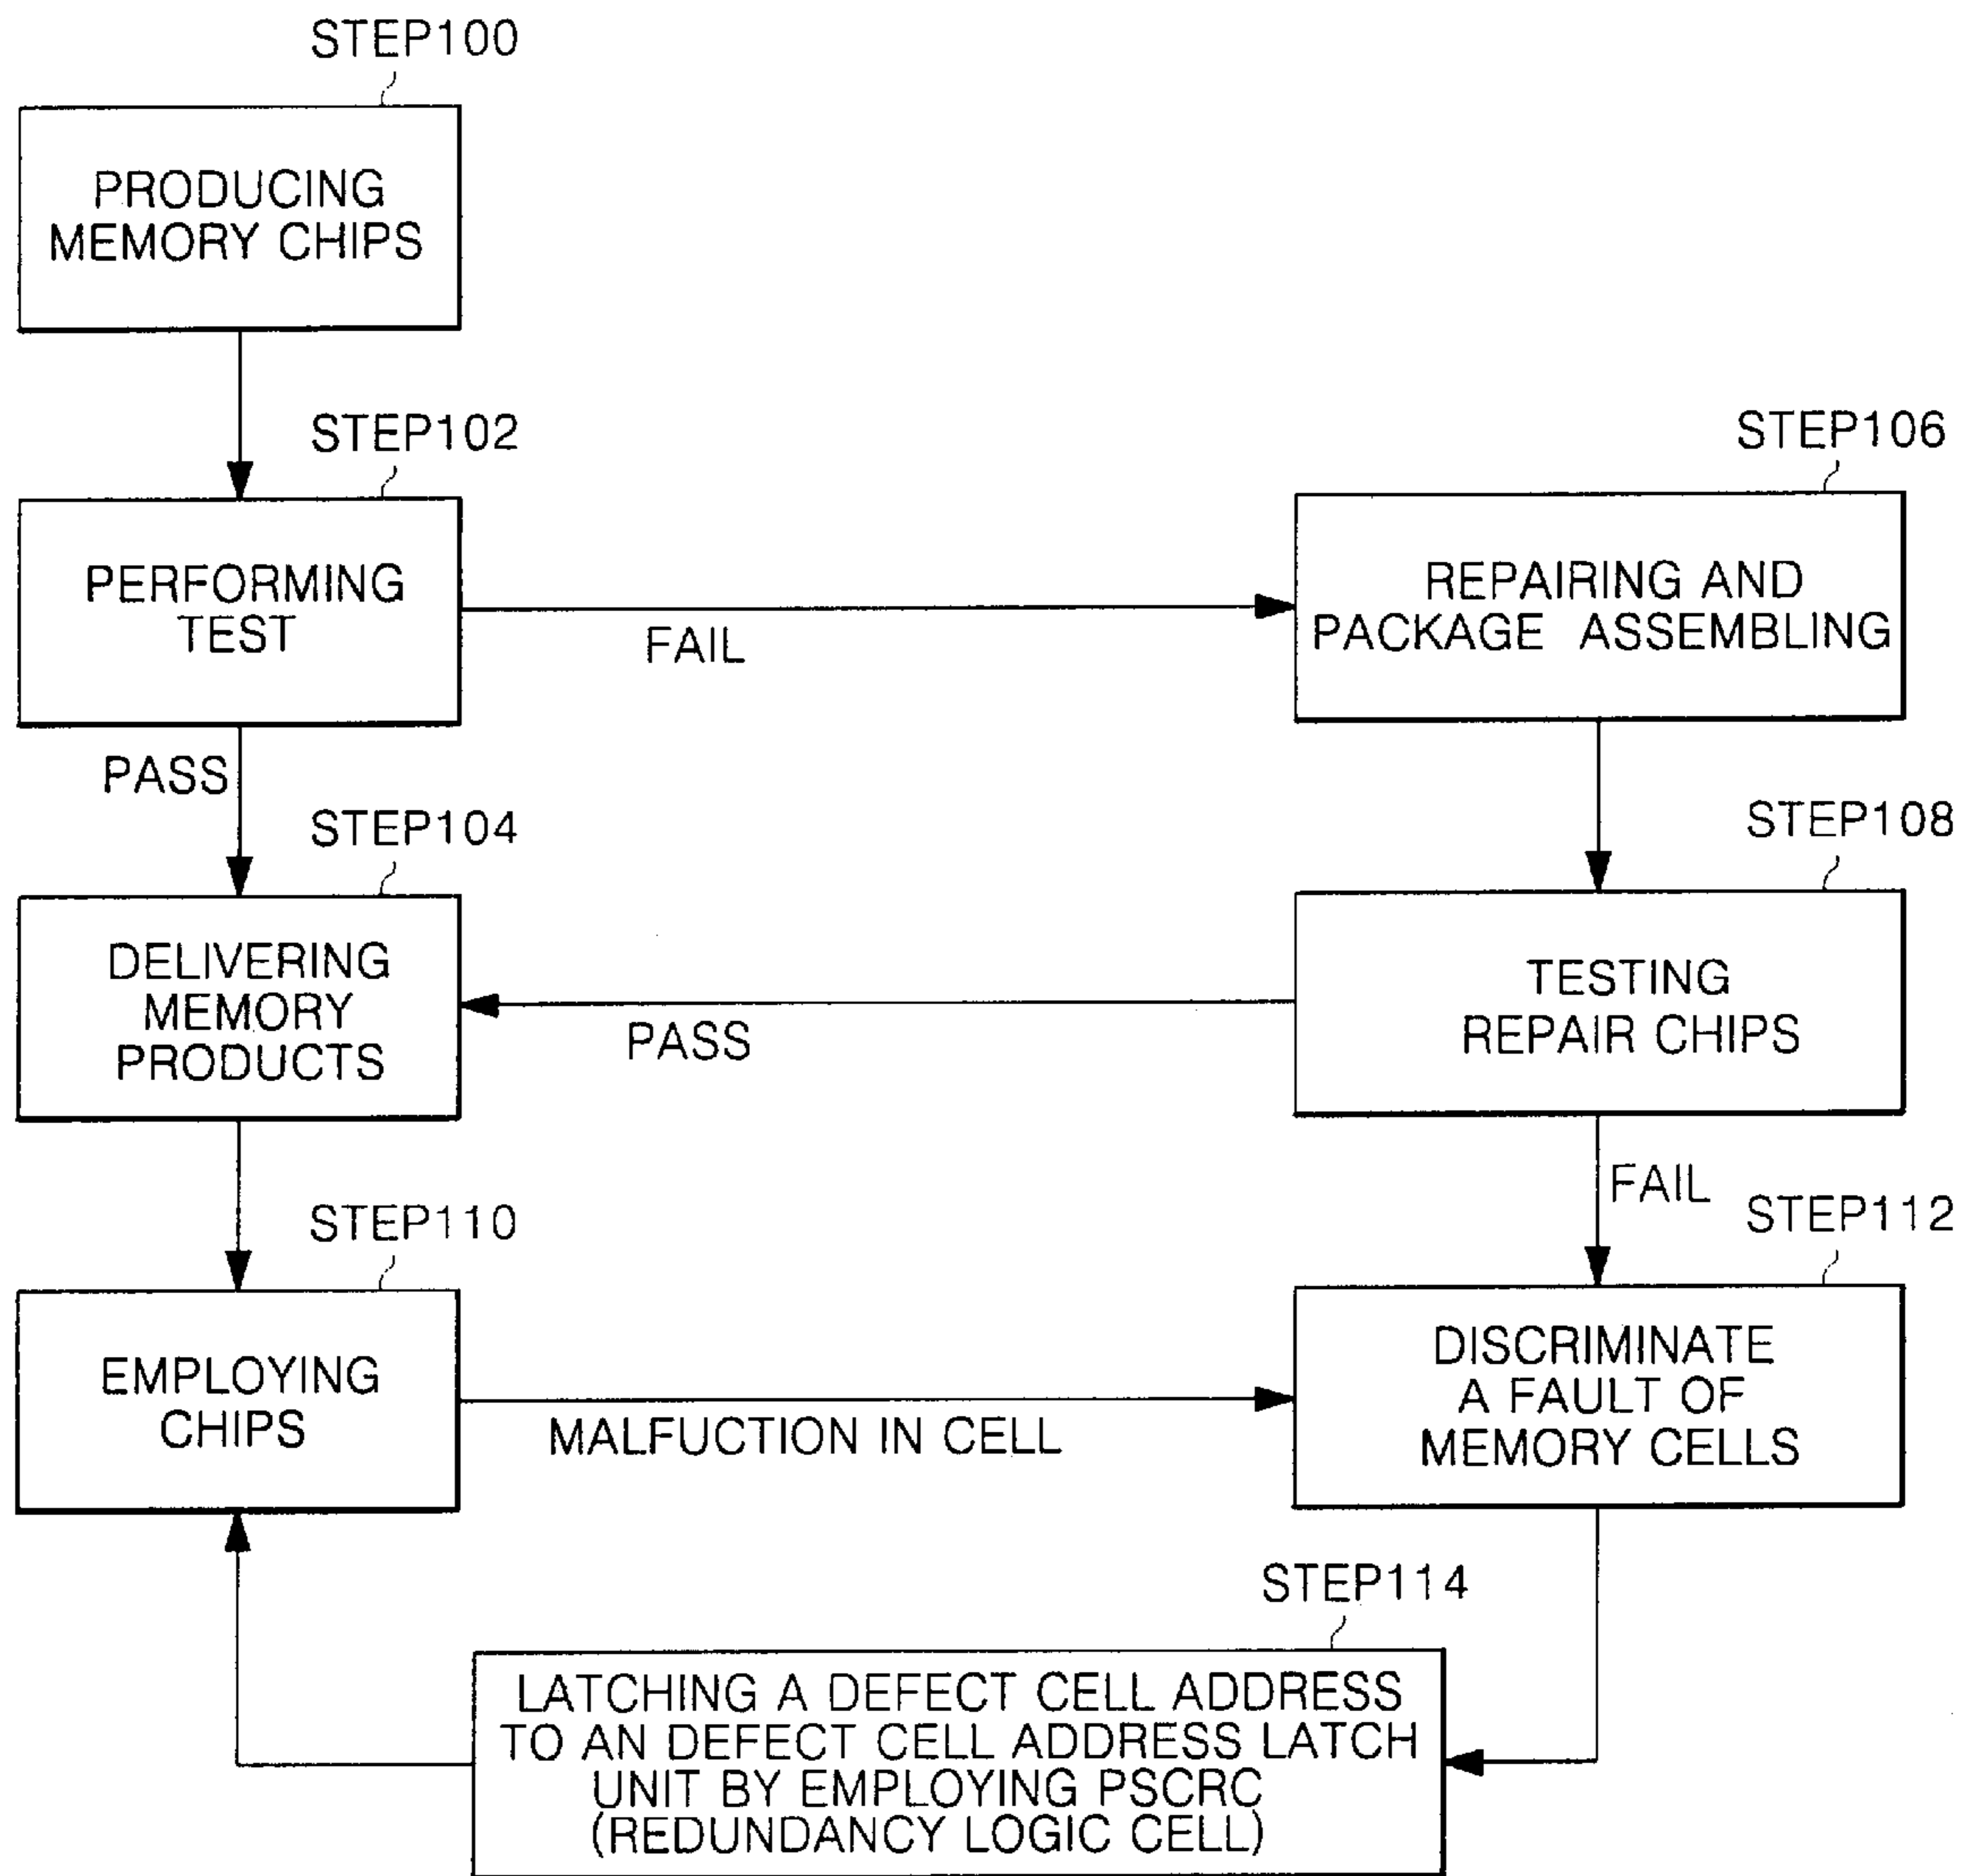 STEP100
PRODUCING
MEMORY CHIPS
STEP102
PERFORMING
TEST
FAIL
STEP106
REPAIRING AND
PACKAGE ASSEMBLING
PASS
STEP104
DELIVERING
MEMORY
PRODUCTS
STEP108
TESTING
REPAIR CHIPS
PASS
FAIL
STEP110
EMPLOYING
CHIPS
MALFUCTION IN CELL
STEP112
DISCRIMINATE
A FAULT OF
MEMORY CELLS
STEP114
LATCHING A DEFECT CELL ADDRESS
TO AN DEFECT CELL ADDRESS LATCH
UNIT BY EMPLOYING PSCRC
(REDUNDANCY LOGIC CELL)